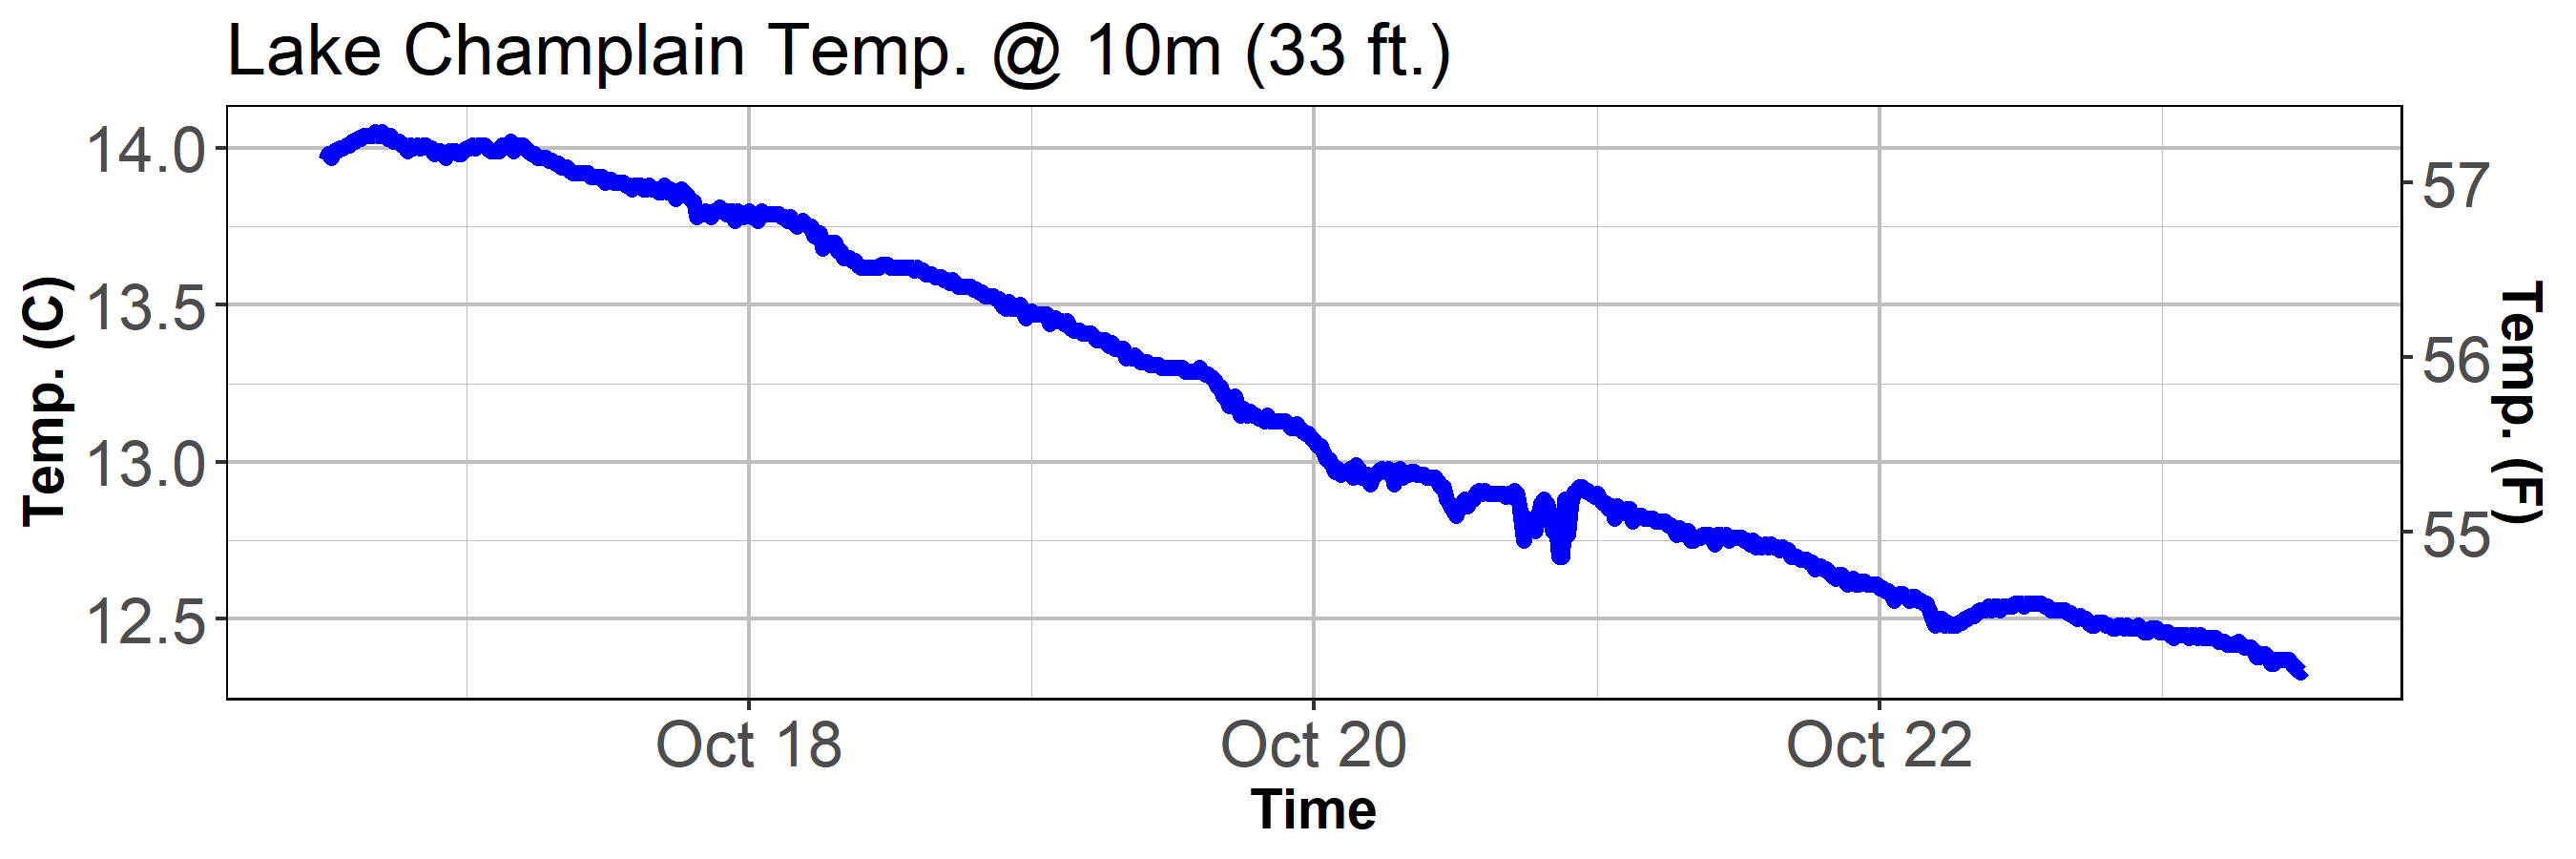 Lake Champlain Temp. @ 10m (33 ft.)
14.0
13.5
13.0
12.5
Temp. (C)
57
56
55
Temp. (F)
Oct 18
Oct 20
Oct 22
Time